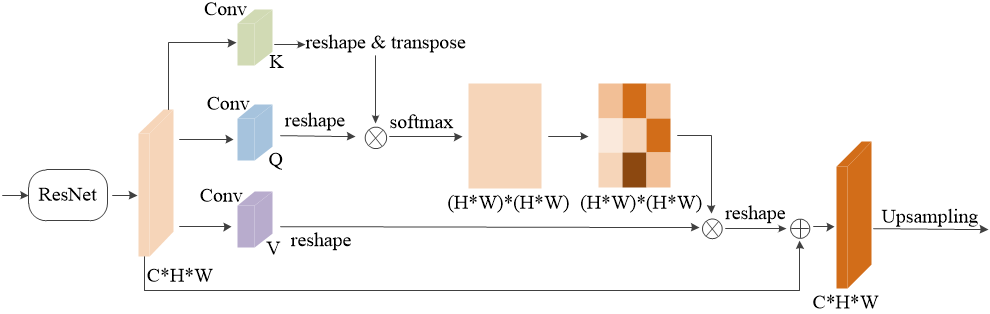 Conv
K
reshape & transpose
Conv
Q
reshape
softmax
ResNet
(H*W)*(H*W)
(H*W)*(H*W)
Conv
V
reshape
reshape
Upsampling
C*H*W
C*H*W